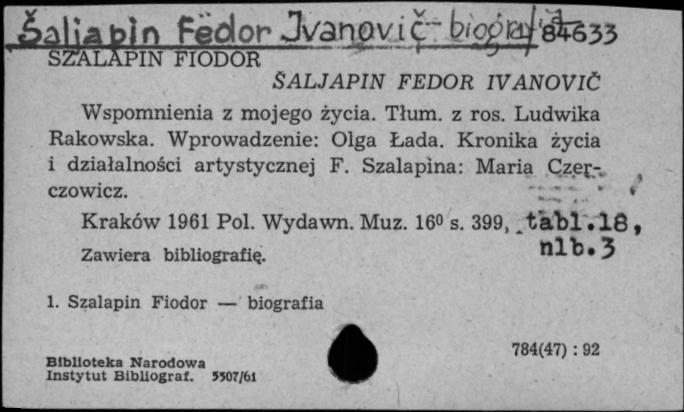 Šaljapin Fëdor Ivanovič - biografia 84633
SZALAPIN FIODOR
ŠALJAPIN FEDOR IVANOVIČ
Wspomnienia z mojego życia. Tłum. z ros. Ludwika
Rakowska. Wprowadzenie: Olga Łada. Kronika życia
i działalności artystycznej F. Szalapina: Maria Czer-
czowicz.
Kraków 1961 Pol. Wydawn. Muz. 16⁰ s. 399, tabl.18,
nlb.3
Zawiera bibliografię.
1. Szalapin Fiodor — biografia
784(47) : 92
Biblioteka Narodowa
Instytut Bibliograf. 5507/61